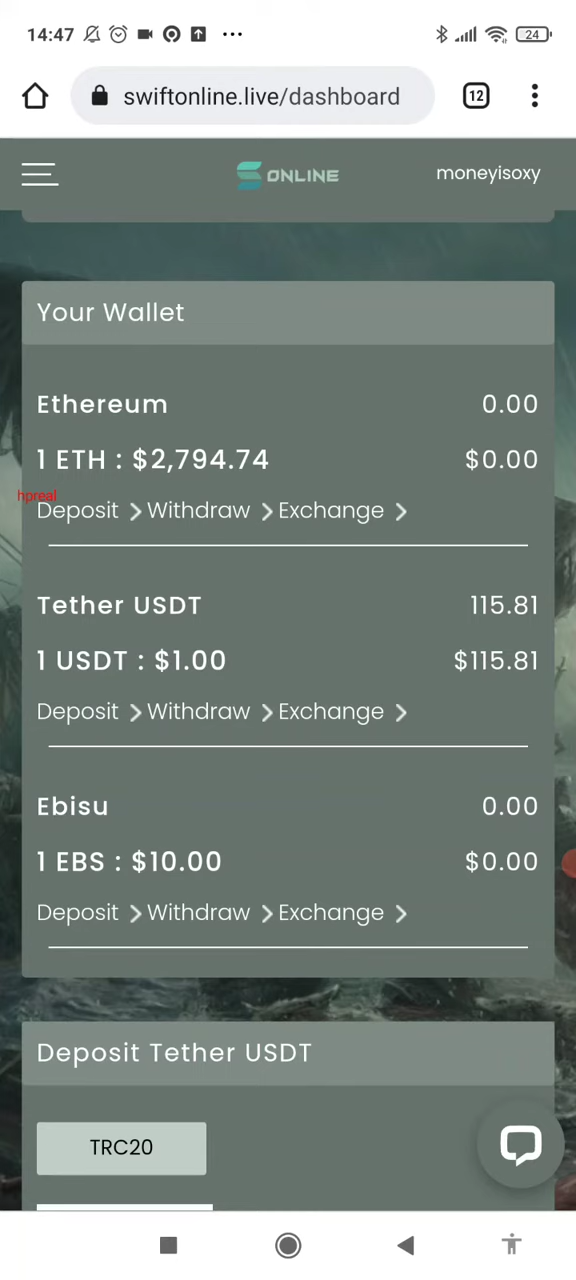 14:47 24
swiftonline.live/dashboard 12
ONLINE moneyisoxy
Your Wallet
Ethereum 0.00
1 ETH : $2,794.74 $0.00
hpreal
Deposit Withdraw Exchange
Tether USDT 115.81
1 USDT : $1.00 $115.81
Deposit Withdraw Exchange
Ebisu 0.00
1 EBS : $10.00 $0.00
Deposit Withdraw Exchange
Deposit Tether USDT
TRC20